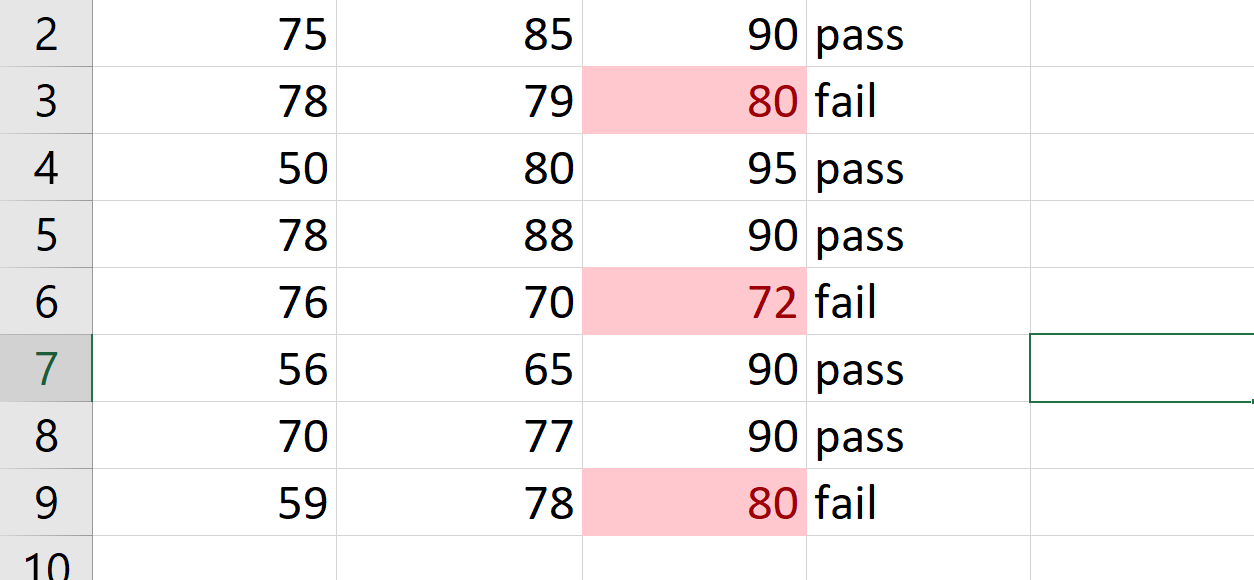 2 75 85 90 pass
3 78 79 80 fail
4 50 80 95 pass
5 78 88 90 pass
6 76 70 72 fail
7 56 65 90 pass
8 70 77 90 pass
9 59 78 80 fail
10